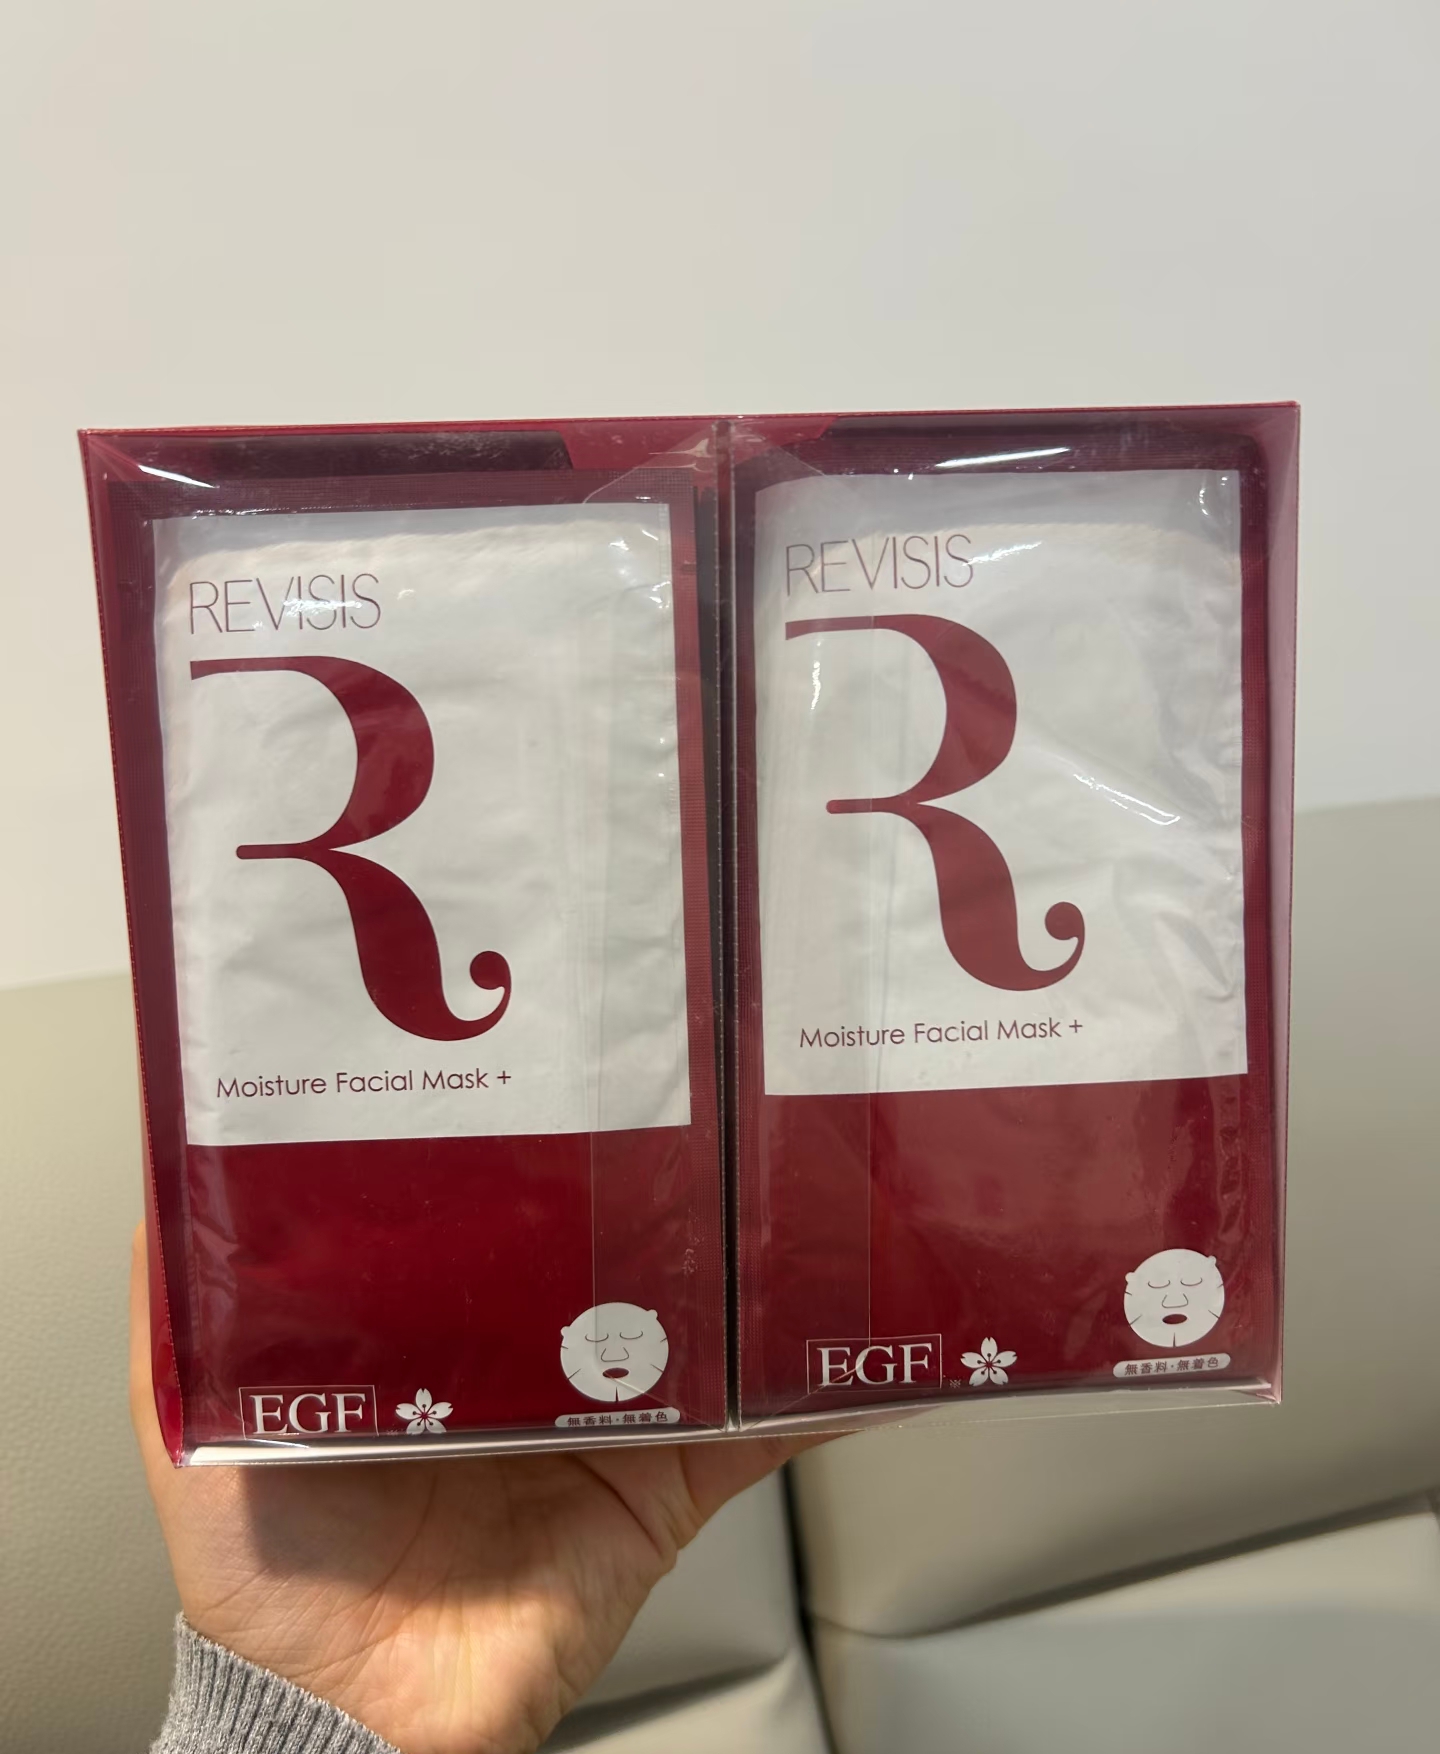 REVISIS
R
Moisture Facial Mask +
EGF
※
無香料・無着色
REVISIS
R
Moisture Facial Mask +
EGF
※
無香料・無着色